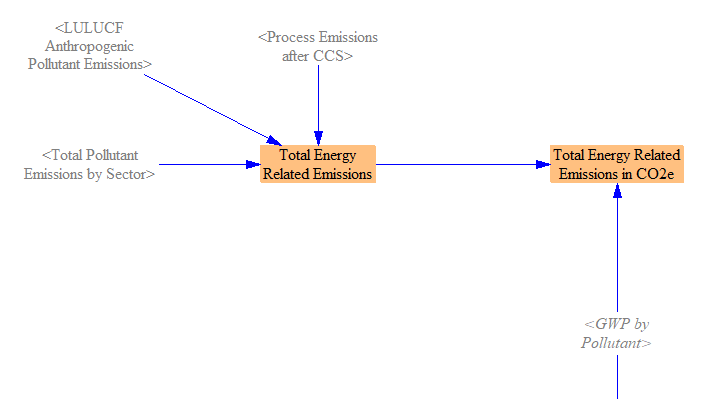 <LULUCF
Anthropogenic
Pollutant Emissions>
<Process Emissions
after CCS>
<Total Pollutant
Emissions by Sector>
Total Energy
Related Emissions
Total Energy Related
Emissions in CO2e
<GWP by
Pollutant>